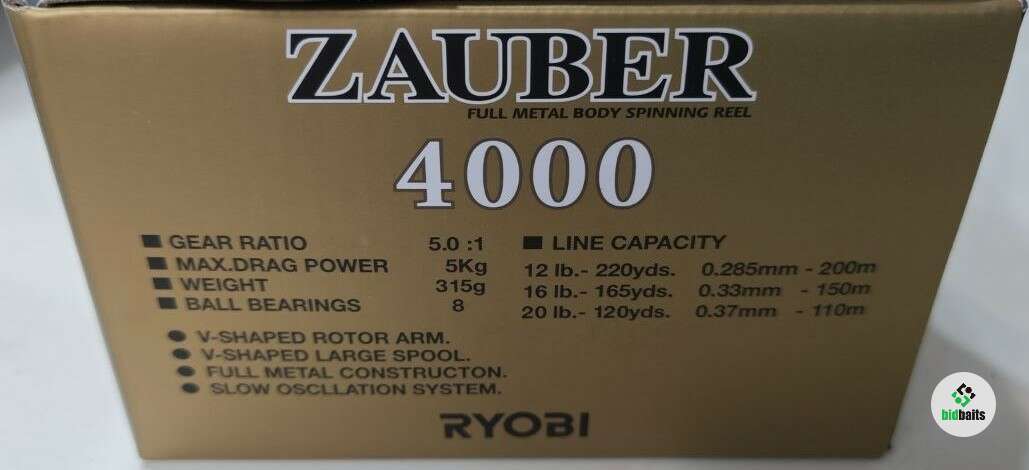 ZAUBER
FULL METAL BODY SPINNING REEL
4000
GEAR RATIO 5.0 :1
MAX.DRAG POWER 5Kg
WEIGHT 315g
BALL BEARINGS 8
LINE CAPACITY
12 lb.- 220yds. 0.285mm - 200m
16 lb.- 165yds. 0.33mm - 150m
20 lb.- 120yds. 0.37mm - 110m
V-SHAPED ROTOR ARM.
V-SHAPED LARGE SPOOL.
FULL METAL CONSTRUCTON.
SLOW OSCLLATION SYSTEM.
RYOBI
bidbaits